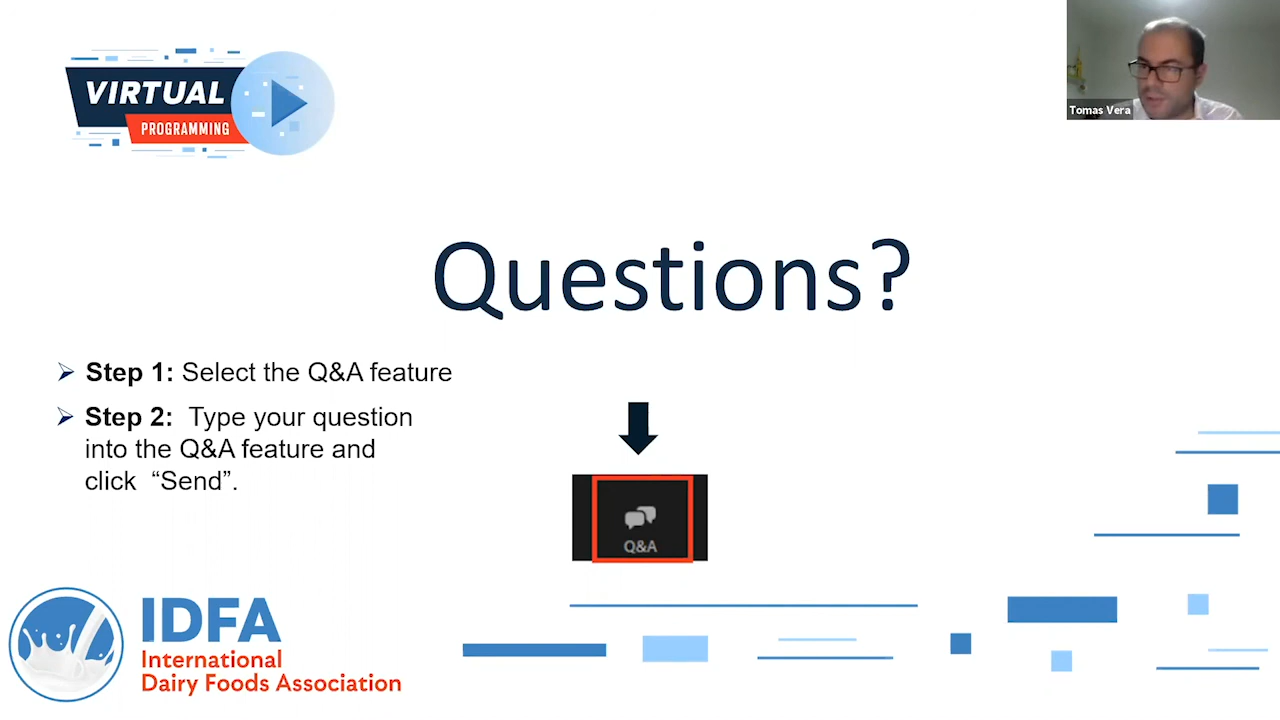 VIRTUAL
PROGRAMMING
Tomas Vera
Questions?
Step 1: Select the Q&A feature
Step 2: Type your question
into the Q&A feature and
click “Send”.
Q&A
IDFA
International
Dairy Foods Association